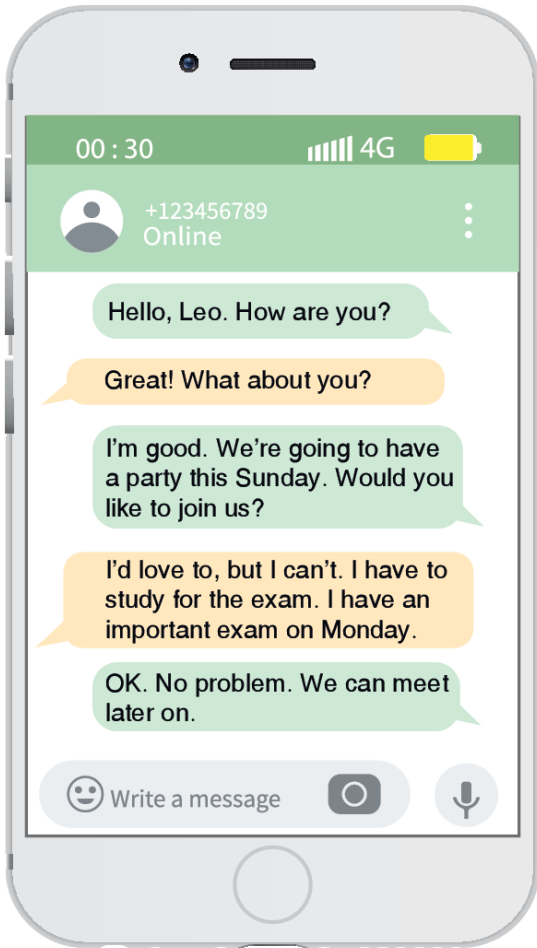 00 : 30 4G
+123456789
Online
Hello, Leo. How are you?
Great! What about you?
I'm good. We're going to have
a party this Sunday. Would you
like to join us?
I'd love to, but I can't. I have to
study for the exam. I have an
important exam on Monday.
OK. No problem. We can meet
later on.
Write a message